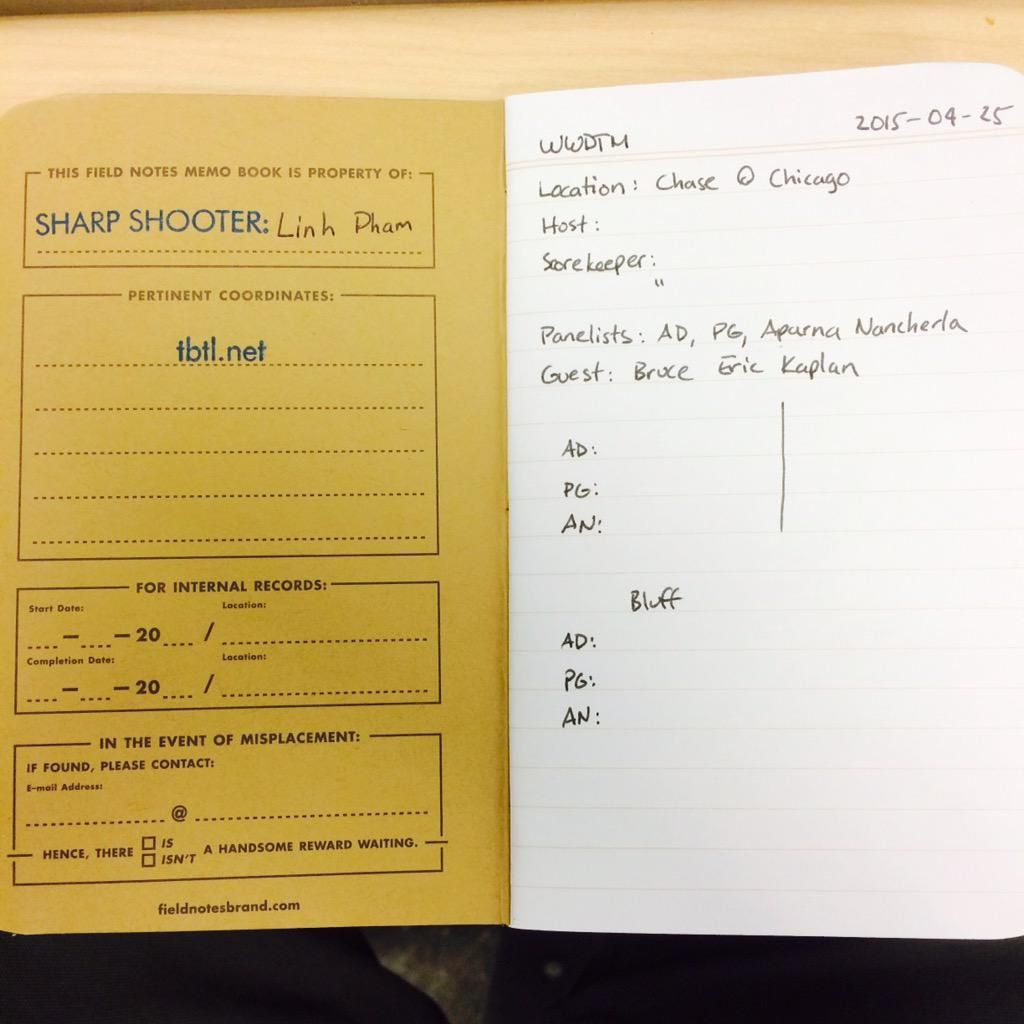 THIS FIELD NOTES MEMO BOOK IS PROPERTY OF:
SHARP SHOOTER: Linh Pham
PERTINENT COORDINATES:
tbtl.net
FOR INTERNAL RECORDS:
Start Date: Location:
— — 20 /
Completion Date: Location:
— — 20 /
IN THE EVENT OF MISPLACEMENT:
IF FOUND, PLEASE CONTACT:
E-mail Address:
@
HENCE, THERE IS ISN'T A HANDSOME REWARD WAITING.
fieldnotesbrand.com
2015-04-25
WWDTM
Location: Chase @ Chicago
Host:
Scorekeeper:
"
Panelists: AD, PG, Aparna Nancherla
Guest: Bruce Eric Kaplan
AD:
PG:
AN:
Bluff
AD:
PG:
AN: